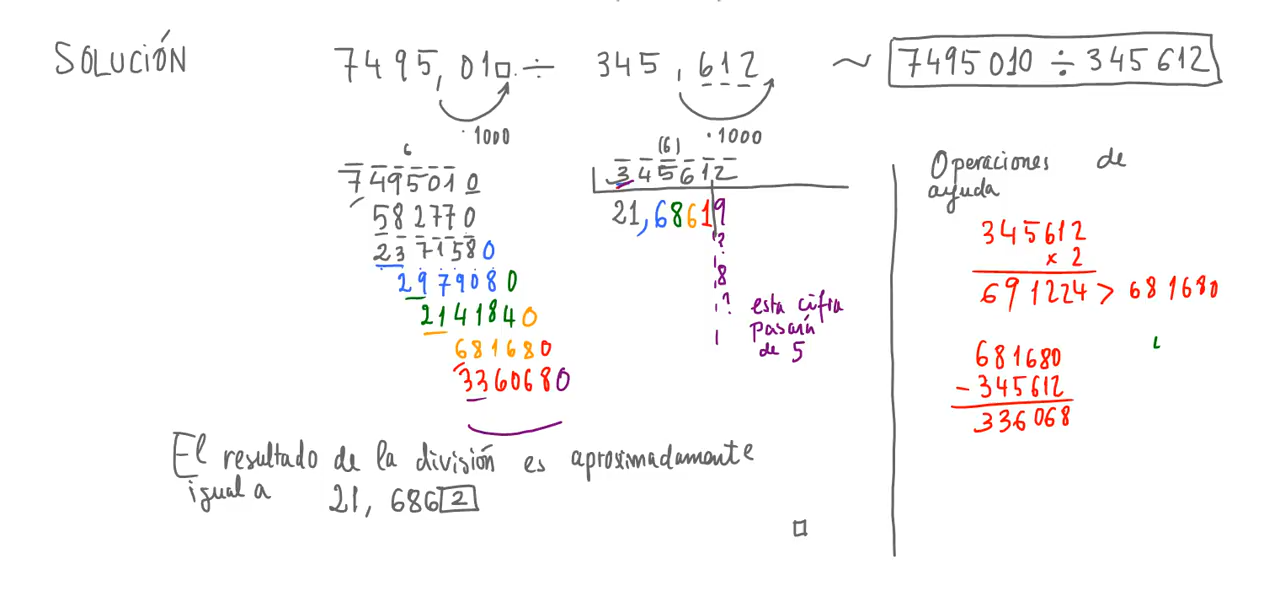 SOLUCIÓN 7495,01□ ÷ 345,612 ~ 7495010 ÷ 345612
·1000 ·1000
6 (6)
7495010 345612
582770 21,68619
2371580 ?
2979080 8
2141840 ?
681680
3360680
esta cifra
pasaría
de 5
Operaciones de
ayuda
345612
x 2
691224 > 681680
681680
-345612
336068
El resultado de la división es aproximadamente
igual a 21,6862
□